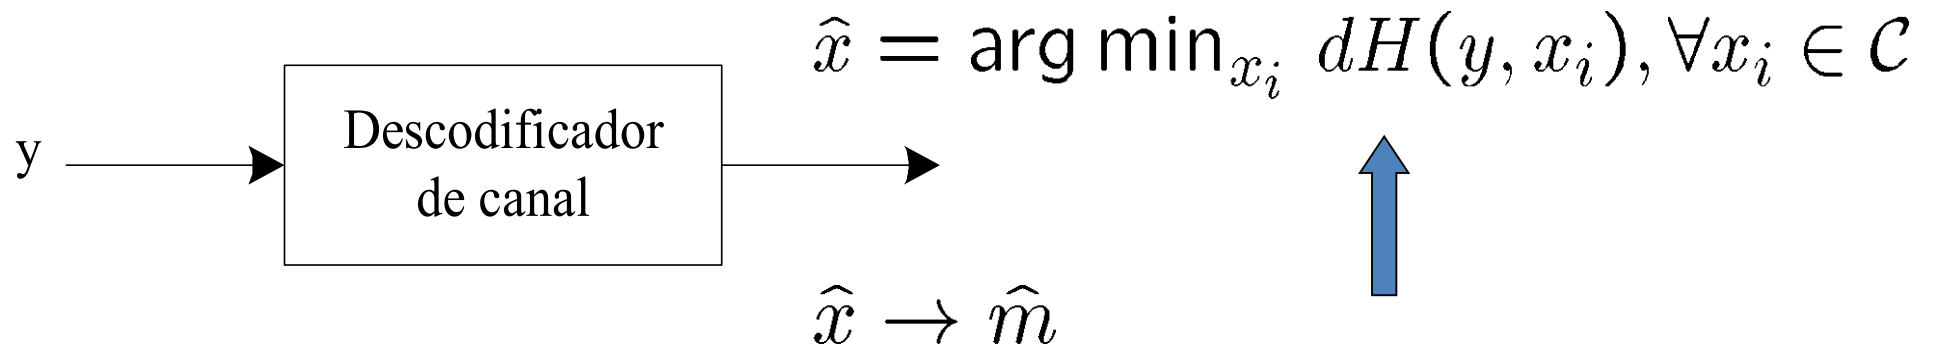 x̂ = arg min_{x_i} dH(y, x_i), ∀x_i ∈ 𝒞
y
Descodificador
de canal
x̂ → m̂